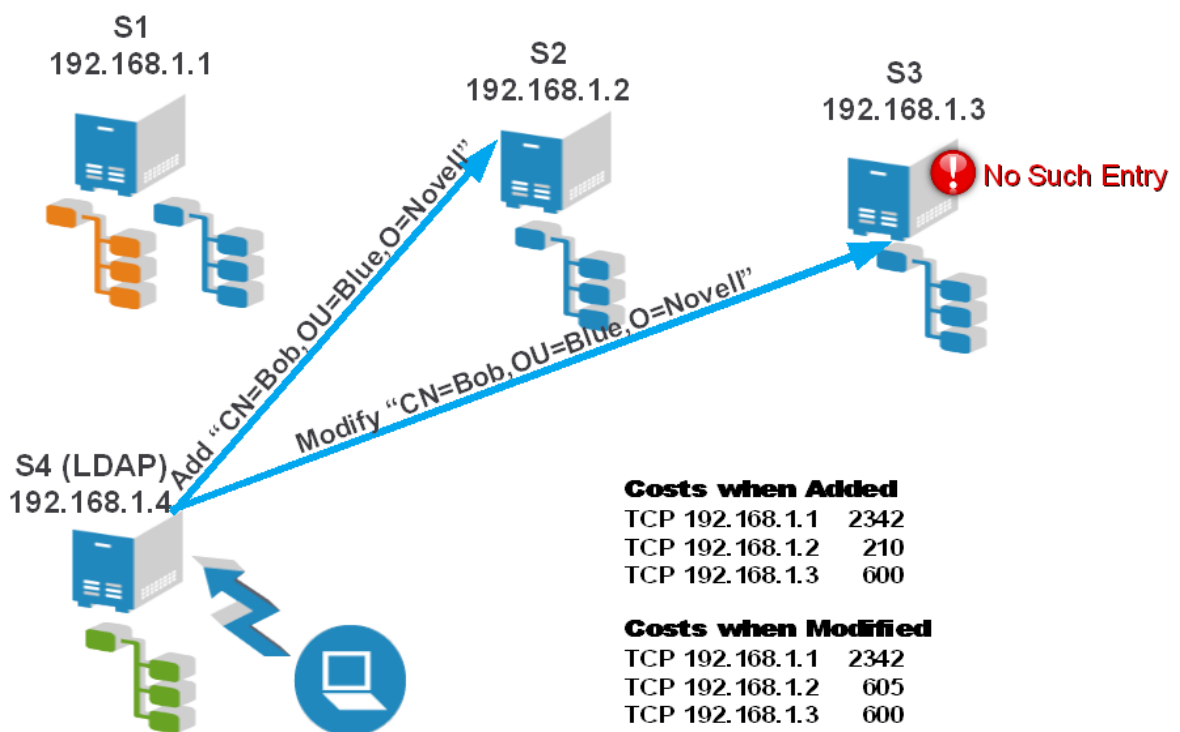 S1
192.168.1.1
S2
192.168.1.2
S3
192.168.1.3
No Such Entry
Add “CN=Bob,OU=Blue,O=Novell”
Modify “CN=Bob,OU=Blue,O=Novell”
S4 (LDAP)
192.168.1.4
Costs when Added
TCP 192.168.1.1 2342
TCP 192.168.1.2 210
TCP 192.168.1.3 600
Costs when Modified
TCP 192.168.1.1 2342
TCP 192.168.1.2 605
TCP 192.168.1.3 600